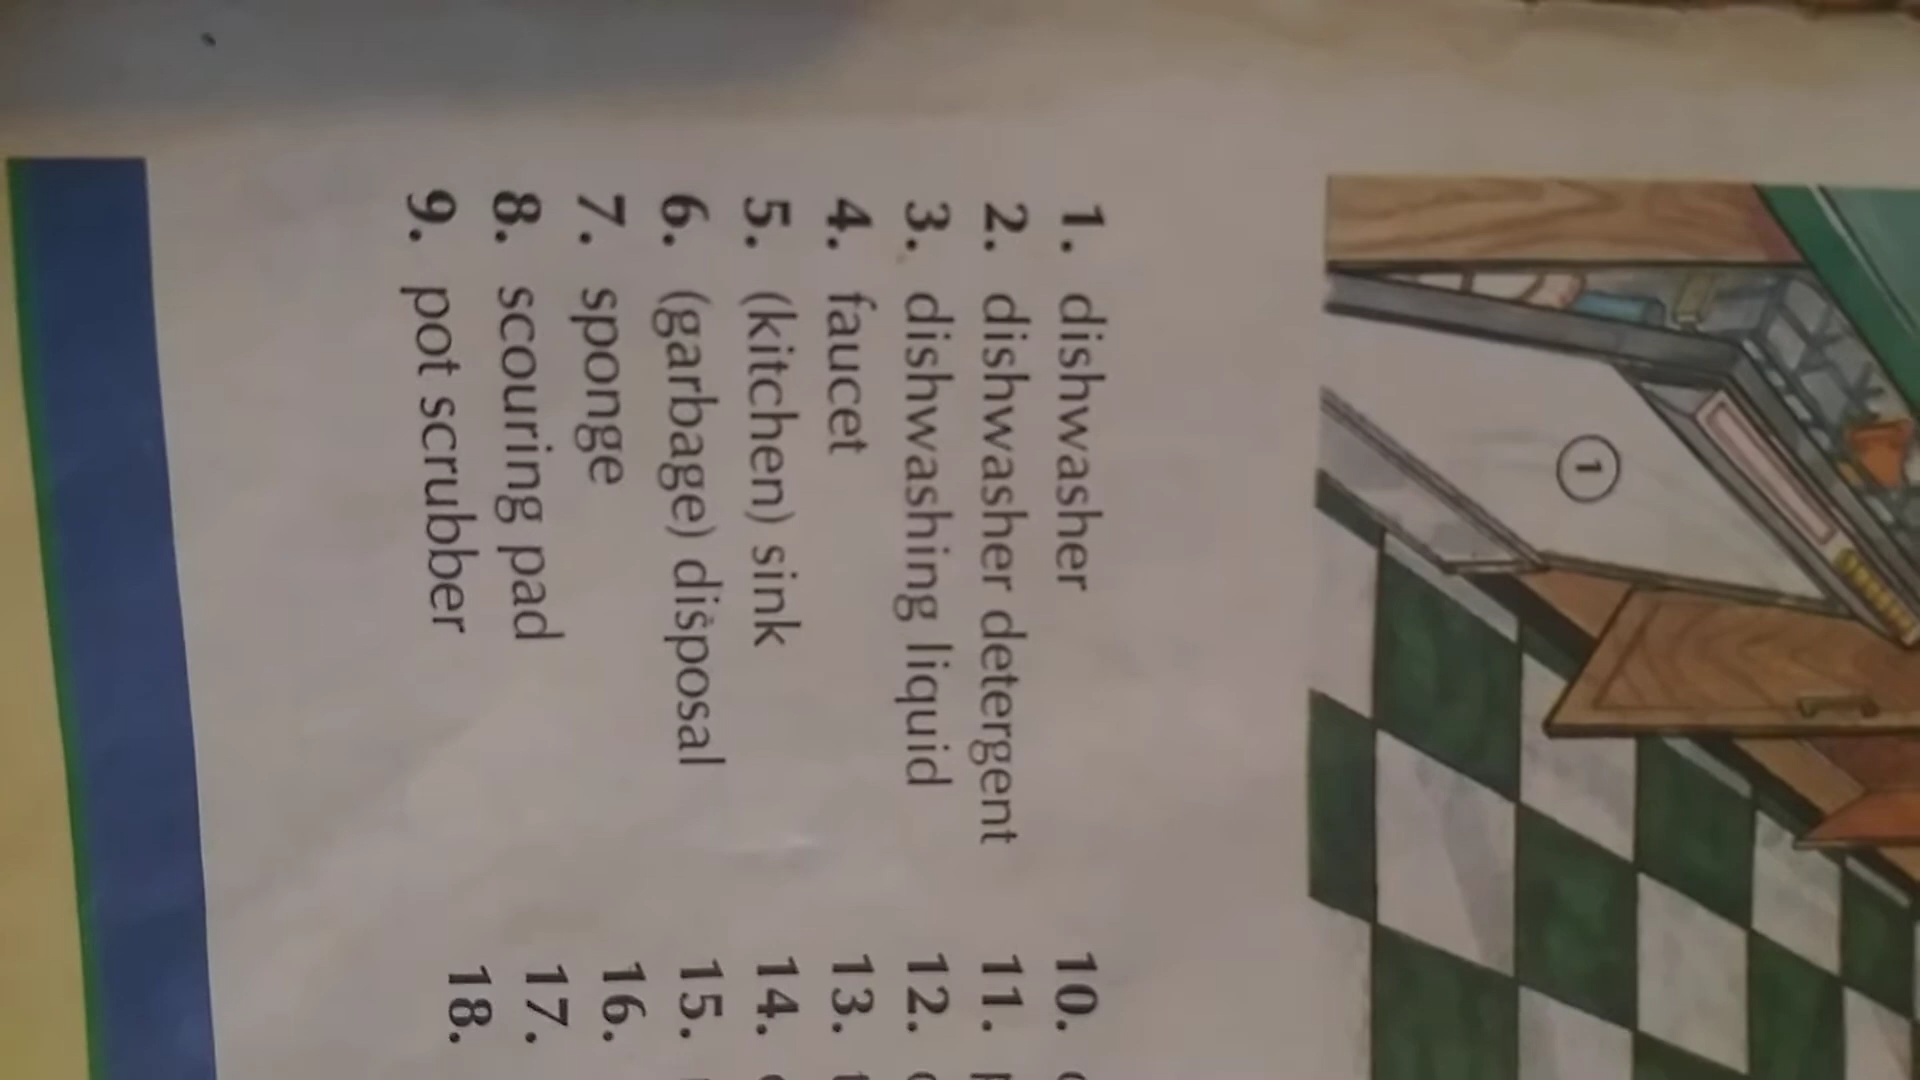 1
1. dishwasher
2. dishwasher detergent
3. dishwashing liquid
4. faucet
5. (kitchen) sink
6. (garbage) disposal
7. sponge
8. scouring pad
9. pot scrubber
10.
11.
12.
13.
14.
15.
16.
17.
18.